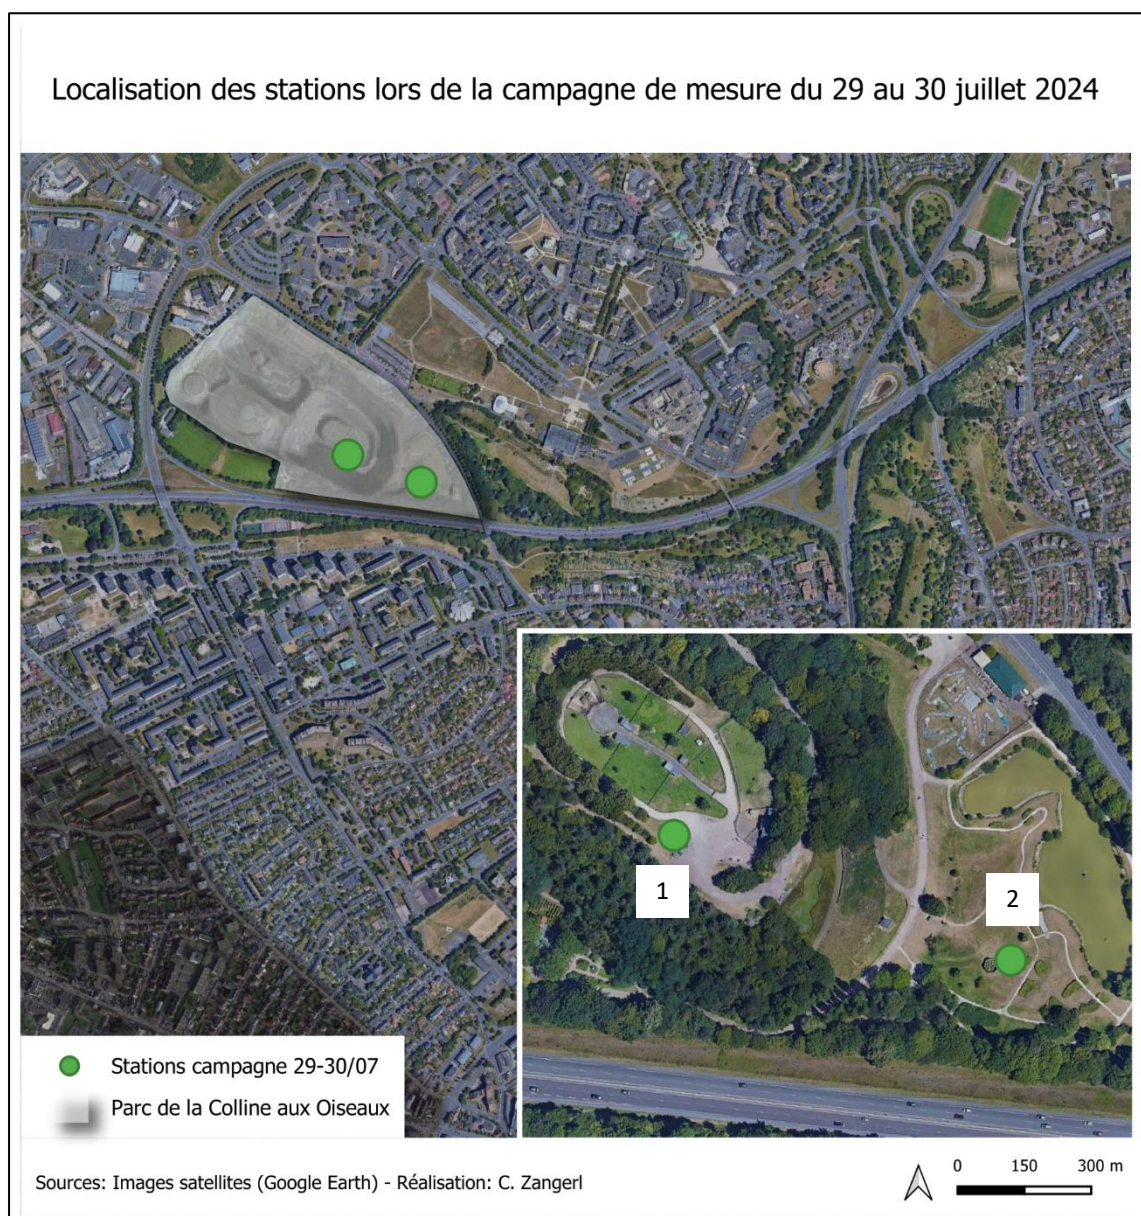 Localisation des stations lors de la campagne de mesure du 29 au 30 juillet 2024
1
2
Stations campagne 29-30/07
Parc de la Colline aux Oiseaux
Sources: Images satellites (Google Earth) - Réalisation: C. Zangerl
0 150 300 m